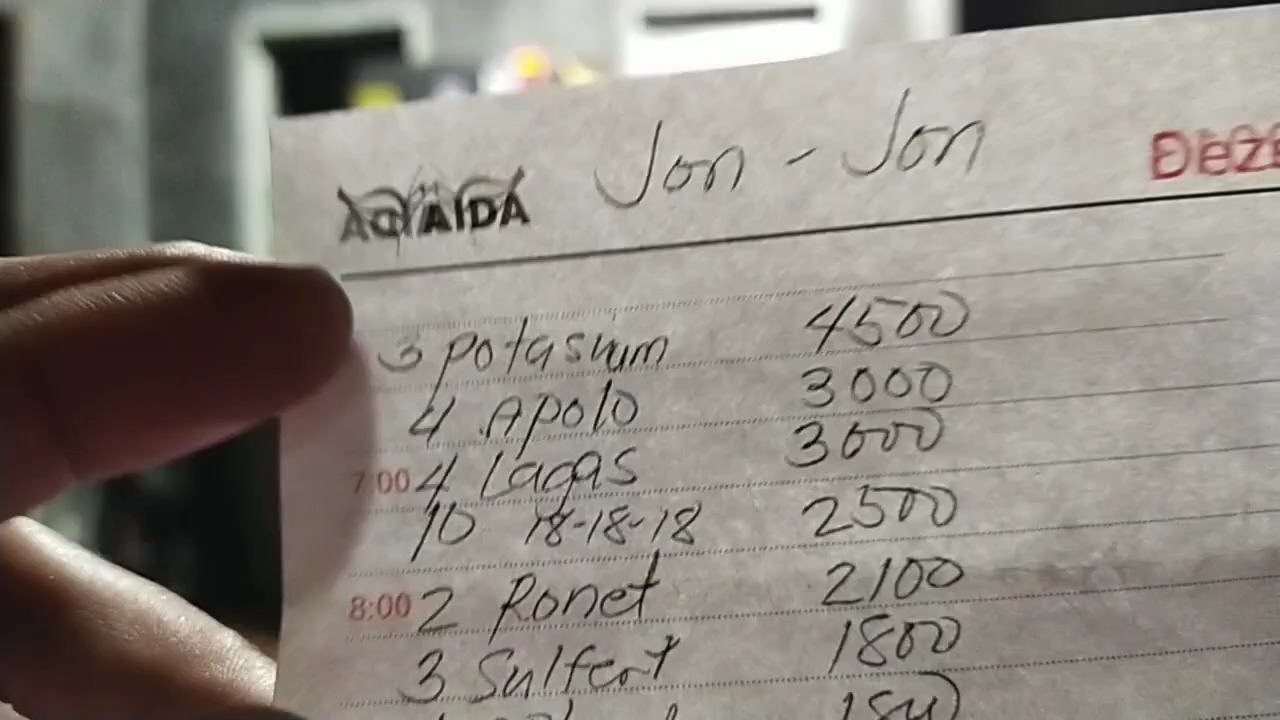 Jon - Jon
3 potasium 4500
4 Apolo 3000
7:00 4 Lagas 3000
10 18-18-18 2500
8:00 2 Ronet 2100
3 Sulfert 1800